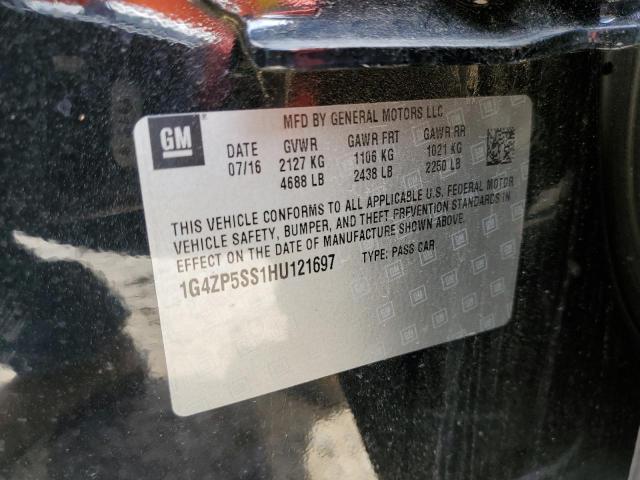 GM
MFD BY GENERAL MOTORS LLC
DATE GVWR GAWR FRT GAWR RR
07/16 2127 KG 1106 KG 1021 KG
4688 LB 2438 LB 2250 LB
THIS VEHICLE CONFORMS TO ALL APPLICABLE U.S. FEDERAL MOTOR
VEHICLE SAFETY, BUMPER, AND THEFT PREVENTION STANDARDS IN
EFFECT ON THE DATE OF MANUFACTURE SHOWN ABOVE.
1G4ZP5SS1HU121697 TYPE: PASS CAR